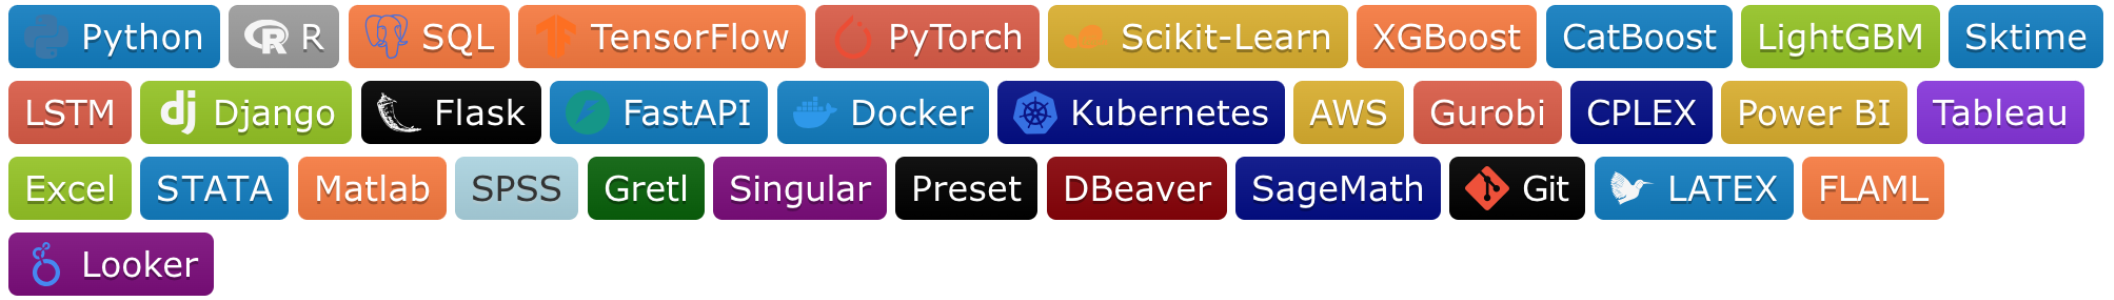 Python R SQL TensorFlow PyTorch Scikit-Learn XGBoost CatBoost LightGBM Sktime
LSTM dj Django Flask FastAPI Docker Kubernetes AWS Gurobi CPLEX Power BI Tableau
Excel STATA Matlab SPSS Gretl Singular Preset DBeaver SageMath Git LATEX FLAML
Looker